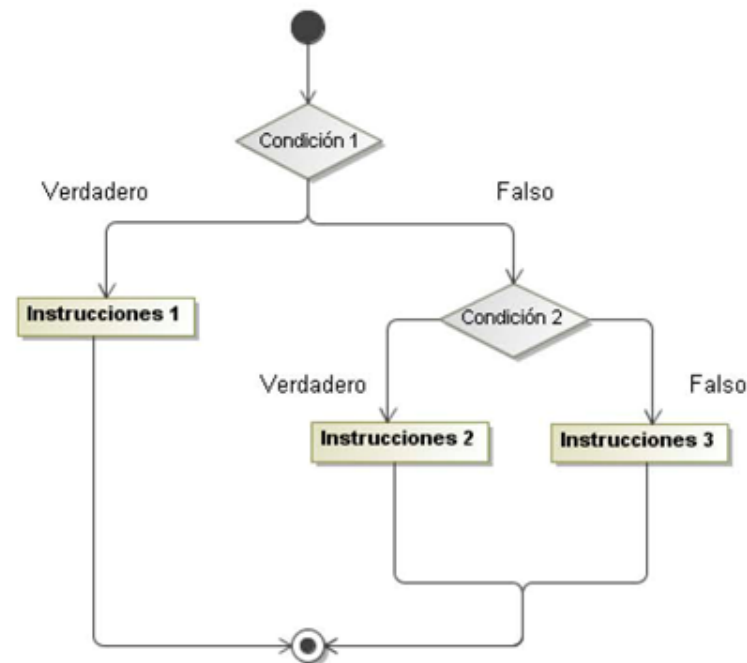 Condición 1
Verdadero
Falso
Instrucciones 1
Condición 2
Verdadero
Falso
Instrucciones 2
Instrucciones 3